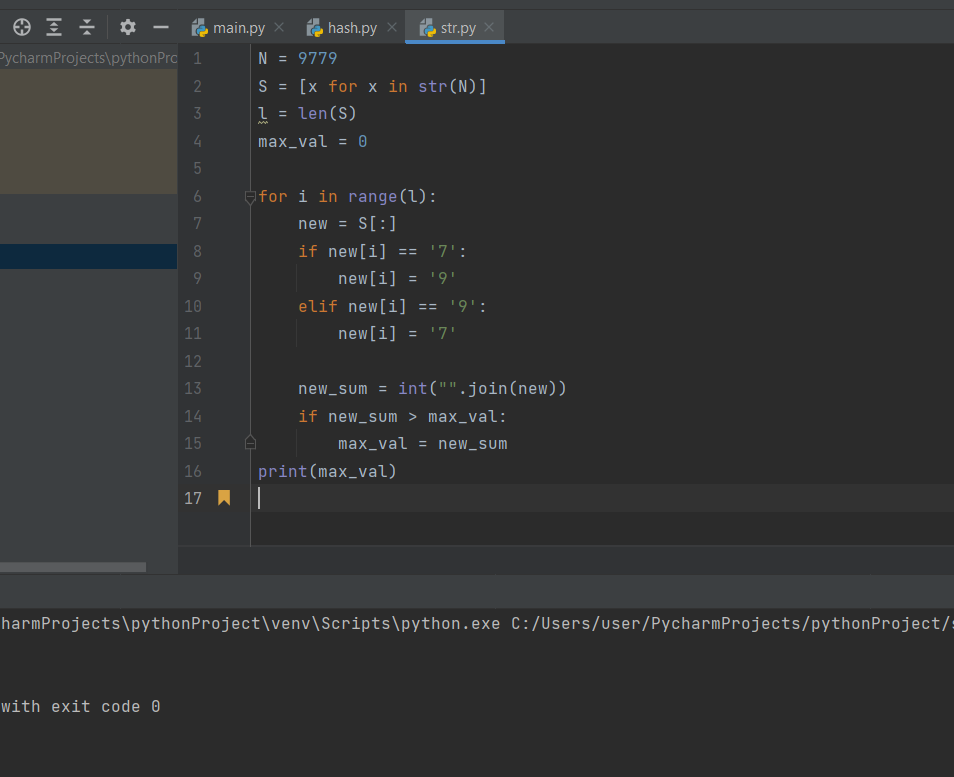 main.py hash.py str.py
PycharmProjects\pythonPro
1 N = 9779
2 S = [x for x in str(N)]
3 l = len(S)
4 max_val = 0
5
6 for i in range(l):
7 new = S[:]
8 if new[i] == '7':
9 new[i] = '9'
10 elif new[i] == '9':
11 new[i] = '7'
12
13 new_sum = int("".join(new))
14 if new_sum > max_val:
15 max_val = new_sum
16 print(max_val)
17
harmProjects\pythonProject\venv\Scripts\python.exe C:/Users/user/PycharmProjects/pythonProject/s
with exit code 0